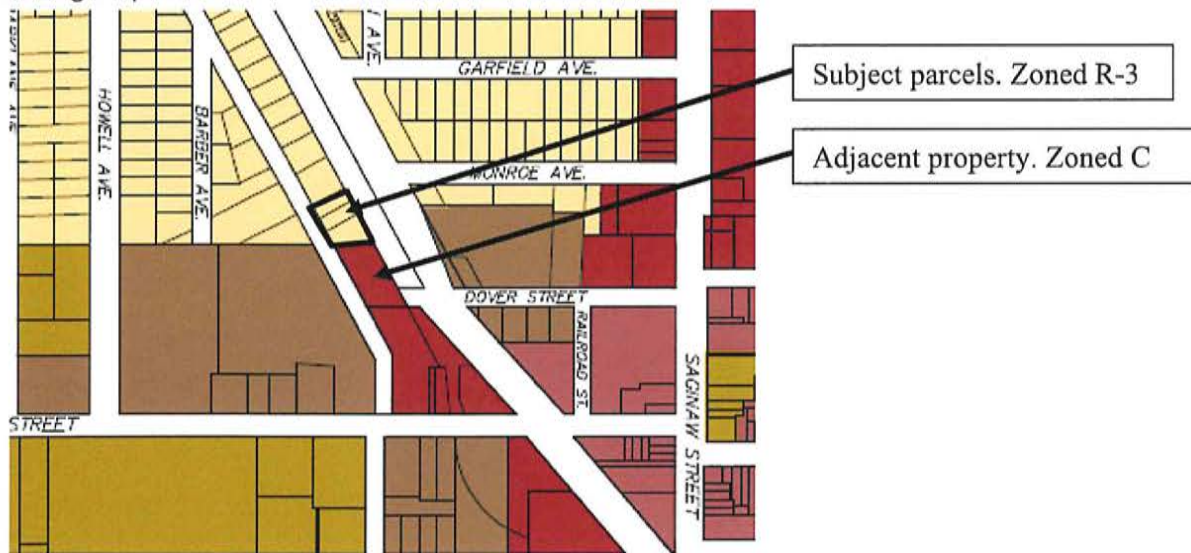 AVE.
GARFIELD AVE.
Subject parcels. Zoned R-3
HOWELL AVE.
BARBER AVE.
Adjacent property. Zoned C
MONROE AVE.
DOVER STREET
RAILROAD ST.
SAGINAW STREET
STREET